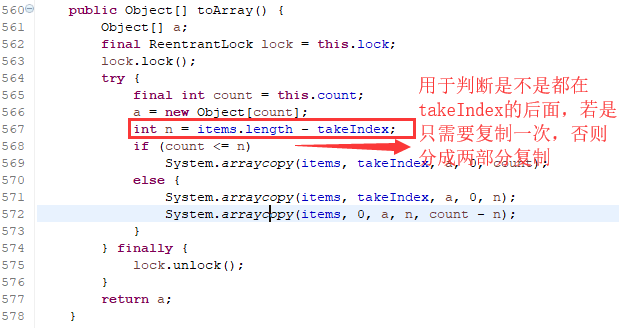 560 public Object[] toArray() {
561 Object[] a;
562 final ReentrantLock lock = this.lock;
563 lock.lock();
564 try {
565 final int count = this.count;
566 a = new Object[count];
567 int n = items.length - takeIndex;
568 if (count <= n)
569 System.arraycopy(items, takeIndex, a, 0, count);
570 else {
571 System.arraycopy(items, takeIndex, a, 0, n);
572 System.arraycopy(items, 0, a, n, count - n);
573 }
574 } finally {
575 lock.unlock();
576 }
577 return a;
578 }
用于判断是不是都在
takeIndex的后面，若是
只需要复制一次，否则
分成两部分复制